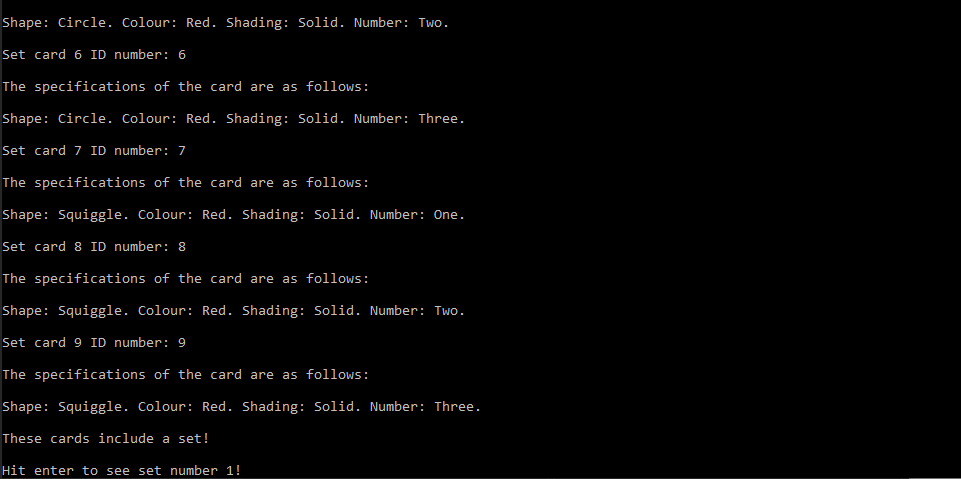 Shape: Circle. Colour: Red. Shading: Solid. Number: Two.
Set card 6 ID number: 6
The specifications of the card are as follows:
Shape: Circle. Colour: Red. Shading: Solid. Number: Three.
Set card 7 ID number: 7
The specifications of the card are as follows:
Shape: Squiggle. Colour: Red. Shading: Solid. Number: One.
Set card 8 ID number: 8
The specifications of the card are as follows:
Shape: Squiggle. Colour: Red. Shading: Solid. Number: Two.
Set card 9 ID number: 9
The specifications of the card are as follows:
Shape: Squiggle. Colour: Red. Shading: Solid. Number: Three.
These cards include a set!
Hit enter to see set number 1!